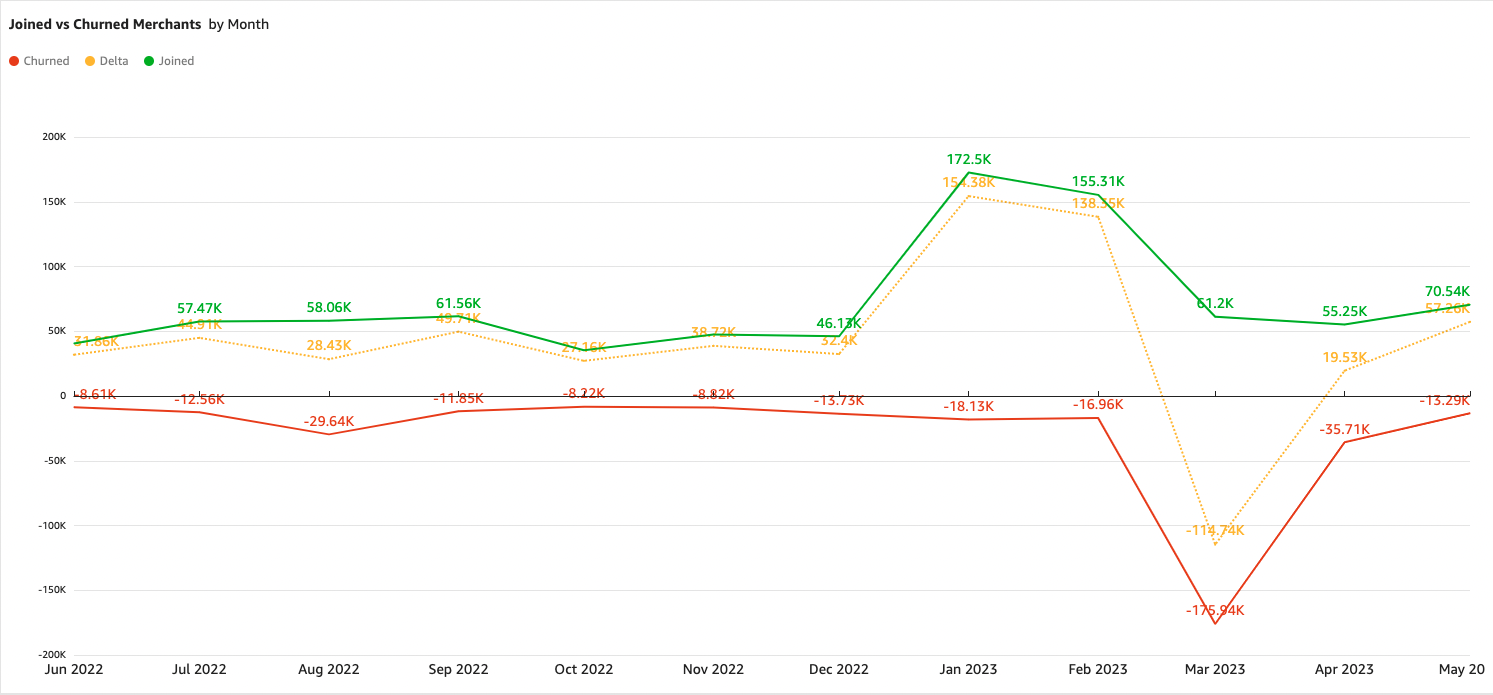 Joined vs Churned Merchants by Month
Churned Delta Joined
200K
172.5K
155.31K
154.38K
150K
138.35K
100K
57.47K 58.06K 61.56K 61.2K 55.25K 70.54K
44.91K 49.71K 57.26K
50K
31.86K 28.43K 27.16K 38.72K 46.13K 32.4K 19.53K
0
-8.61K -12.56K -29.64K -11.85K -8.22K -8.82K -13.73K -18.13K -16.96K -35.71K -13.29K
-50K
-100K
-114.74K
-150K
-175.94K
-200K
Jun 2022 Jul 2022 Aug 2022 Sep 2022 Oct 2022 Nov 2022 Dec 2022 Jan 2023 Feb 2023 Mar 2023 Apr 2023 May 20